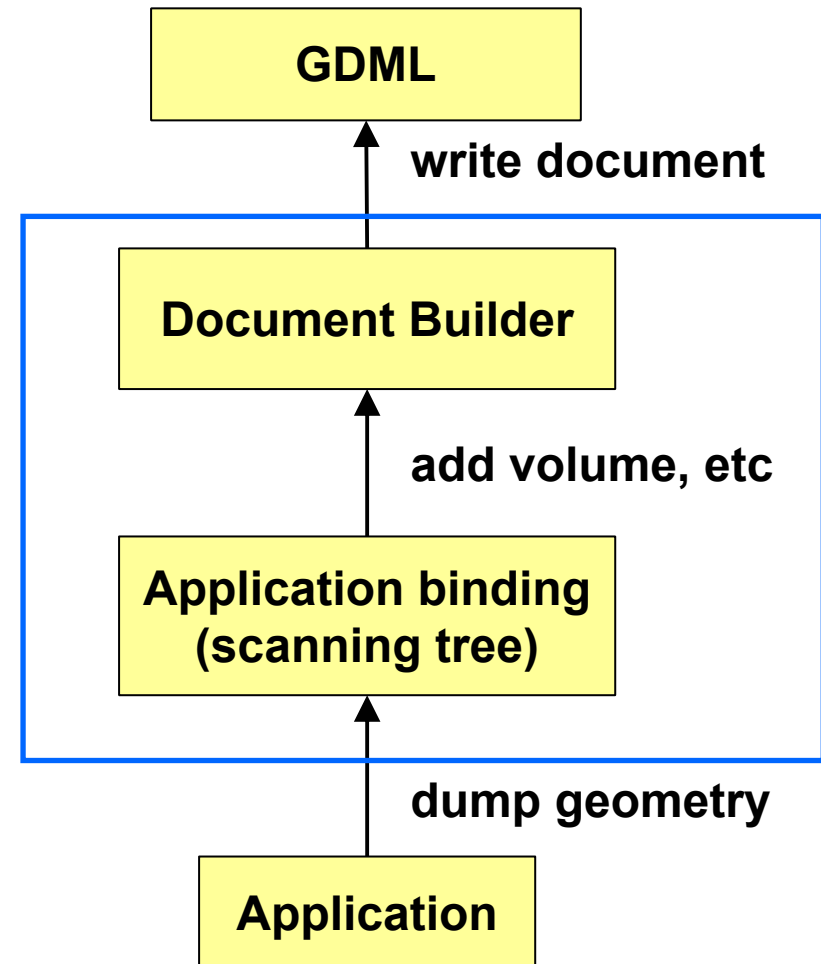 GDML
write document
Document Builder
add volume, etc
Application binding
(scanning tree)
dump geometry
Application